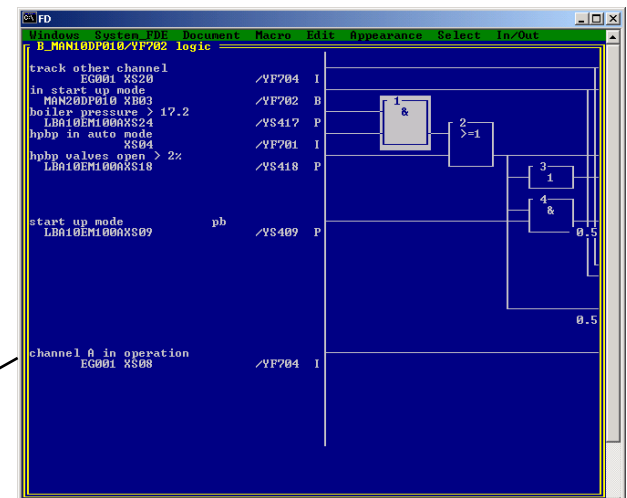 FD
Windows System_FDE Document Macro Edit Appearance Select In/Out
B_MAN10DP010/YF702 logic
track other channel
EG001 XS20 /YF704 I
in start up mode
MAN20DP010 XB03 /YF702 B
boiler pressure > 17.2
LBA10EM100AXS24 /YS417 P
hpbp in auto mode
XS04 /YF701 I
hpbp valves open > 2%
LBA10EM100AXS18 /YS418 P
1
&
2
>=1
3
1
4
&
start up mode pb
LBA10EM100AXS09 /YS409 P
0.5
0.5
channel A in operation
EG001 XS08 /YF704 I